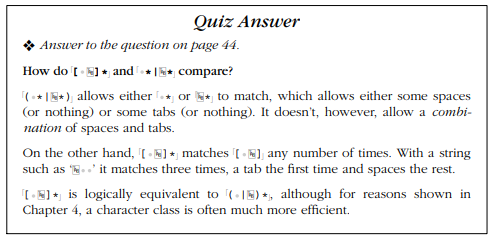 Quiz Answer
❖ Answer to the question on page 44.
How do ⌈[ ·␉]*⌋ and ⌈·*|␉*⌋ compare?
⌈(·*|␉*)⌋ allows either ⌈·*⌋ or ⌈␉*⌋ to match, which allows either some spaces
(or nothing) or some tabs (or nothing). It doesn't, however, allow a combi-
nation of spaces and tabs.
On the other hand, ⌈[·␉]*⌋ matches ⌈[·␉]⌋ any number of times. With a string
such as ‘␉··’ it matches three times, a tab the first time and spaces the rest.
⌈[·␉]*⌋ is logically equivalent to ⌈(·|␉)*⌋, although for reasons shown in
Chapter 4, a character class is often much more efficient.